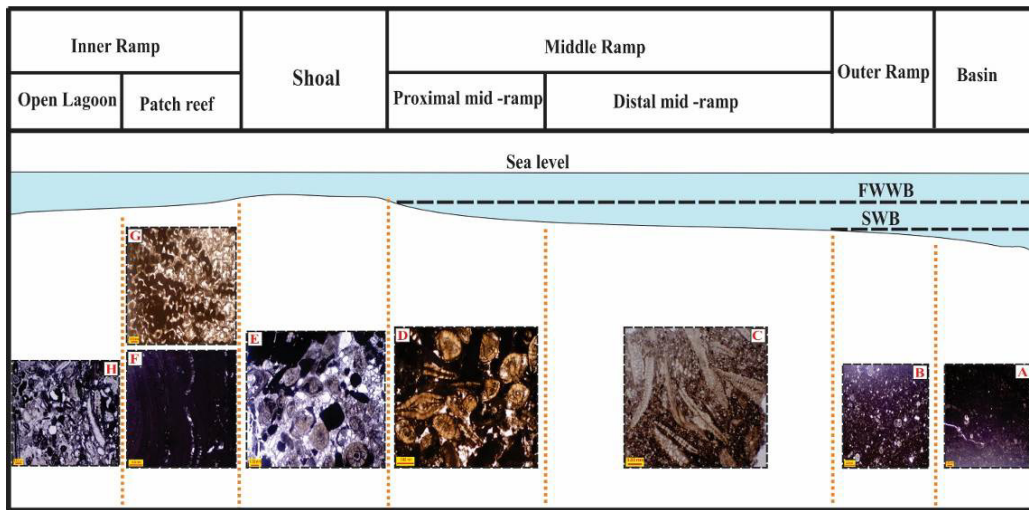 Inner Ramp
Shoal
Middle Ramp
Outer Ramp
Basin
Open Lagoon
Patch reef
Proximal mid -ramp
Distal mid -ramp
Sea level
FWWB
SWB
G
H
F
E
D
C
B
A